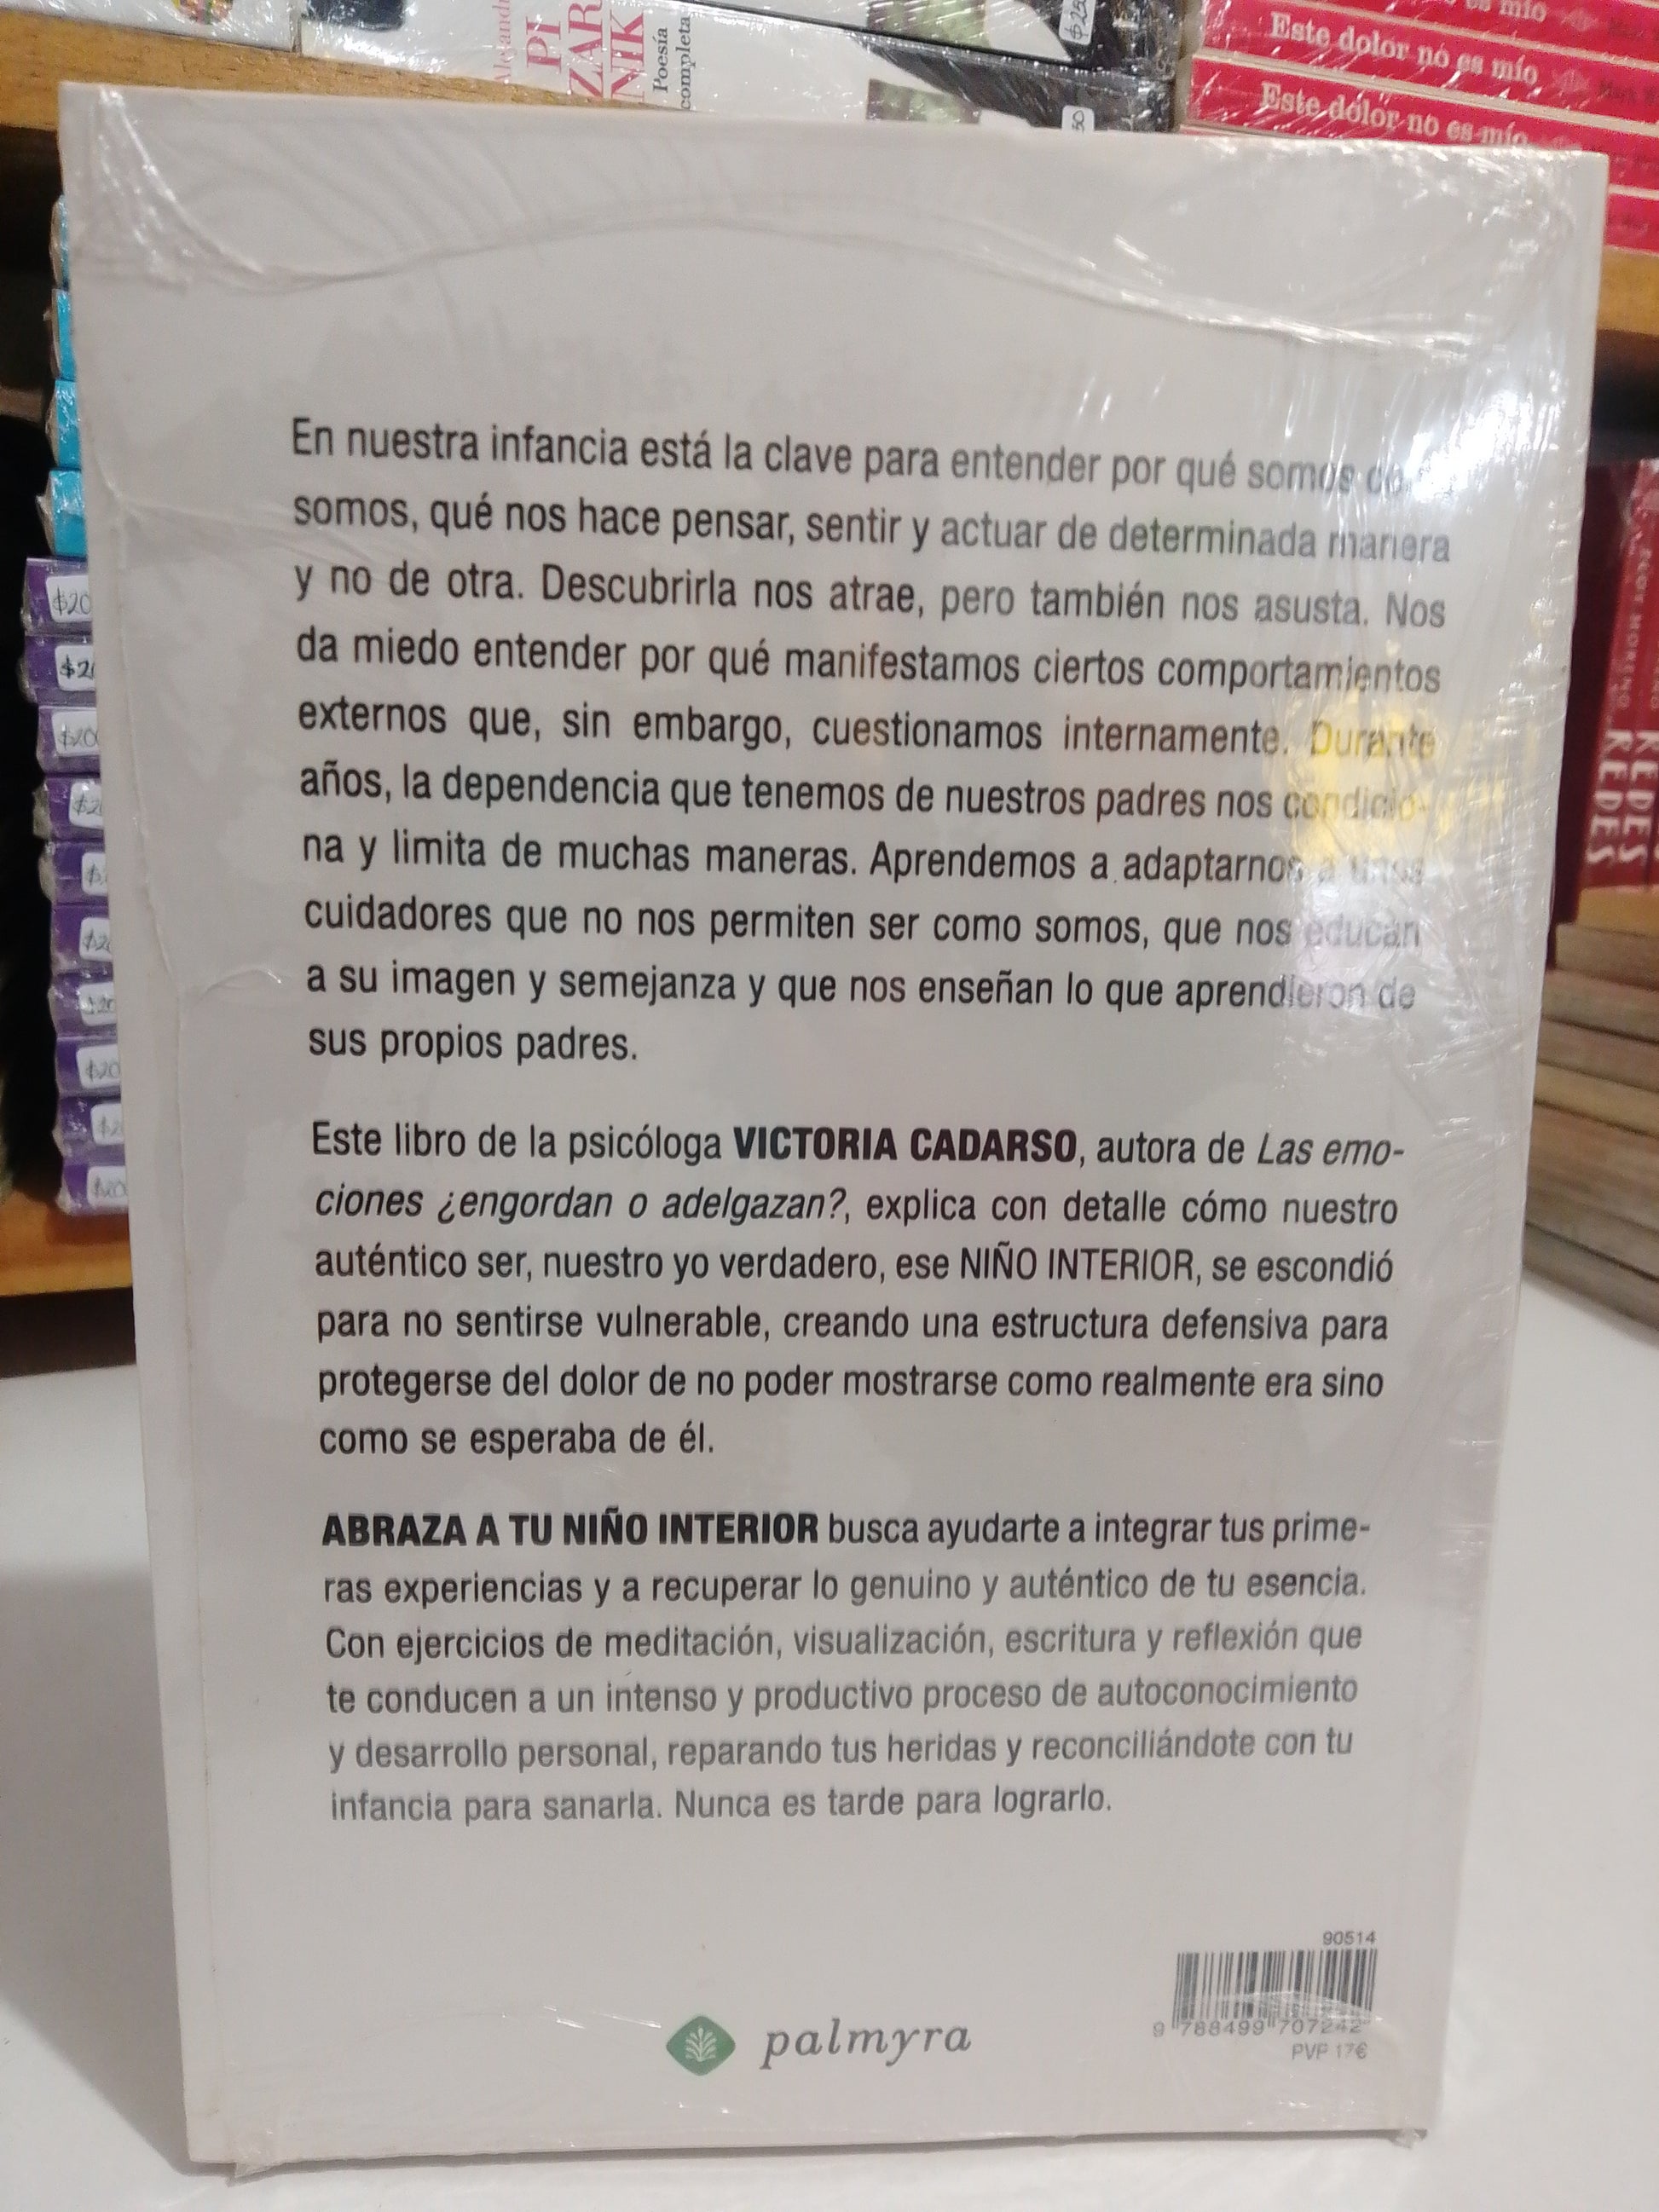 PI
ZAR
NIK
Poesía
completa
es mío
Este dolor no es mío
Este dolor no es mío
En nuestra infancia está la clave para entender por qué somos
somos, qué nos hace pensar, sentir y actuar de determinada manera
y no de otra. Descubrirla nos atrae, pero también nos asusta. Nos
da miedo entender por qué manifestamos ciertos comportamientos
externos que, sin embargo, cuestionamos internamente. Durante
años, la dependencia que tenemos de nuestros padres nos condicio-
na y limita de muchas maneras. Aprendemos a adaptarnos a unos
cuidadores que no nos permiten ser como somos, que nos educan
a su imagen y semejanza y que nos enseñan lo que aprendieron de
sus propios padres.
Este libro de la psicóloga VICTORIA CADARSO, autora de Las emo-
ciones ¿engordan o adelgazan?, explica con detalle cómo nuestro
auténtico ser, nuestro yo verdadero, ese NIÑO INTERIOR, se escondió
para no sentirse vulnerable, creando una estructura defensiva para
protegerse del dolor de no poder mostrarse como realmente era sino
como se esperaba de él.
ABRAZA A TU NIÑO INTERIOR busca ayudarte a integrar tus prime-
ras experiencias y a recuperar lo genuino y auténtico de tu esencia.
Con ejercicios de meditación, visualización, escritura y reflexión que
te conducen a un intenso y productivo proceso de autoconocimiento
y desarrollo personal, reparando tus heridas y reconciliándote con tu
infancia para sanarla. Nunca es tarde para lograrlo.
90514
9 788499 707242
PVP 17€
palmyra
REDES
REDES